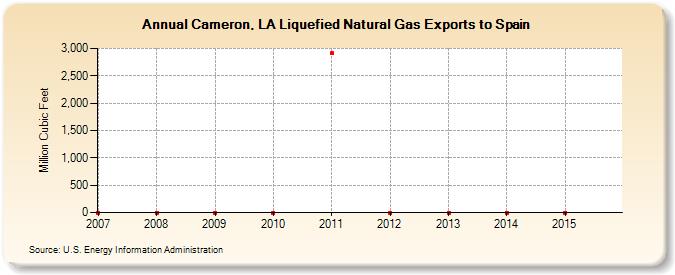 Annual Cameron, LA Liquefied Natural Gas Exports to Spain
Million Cubic Feet
3,000
2,500
2,000
1,500
1,000
500
0
2007 2008 2009 2010 2011 2012 2013 2014 2015
Source: U.S. Energy Information Administration